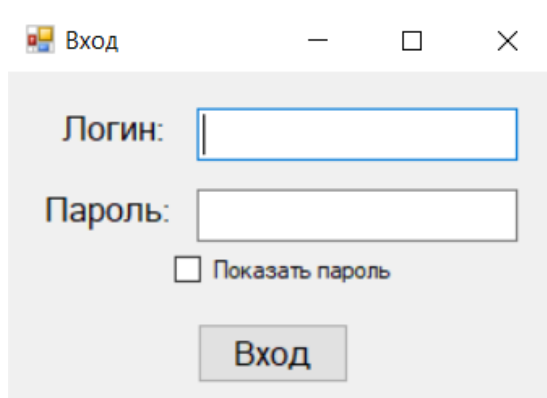 Вход
Логин:
Пароль:
Показать пароль
Вход